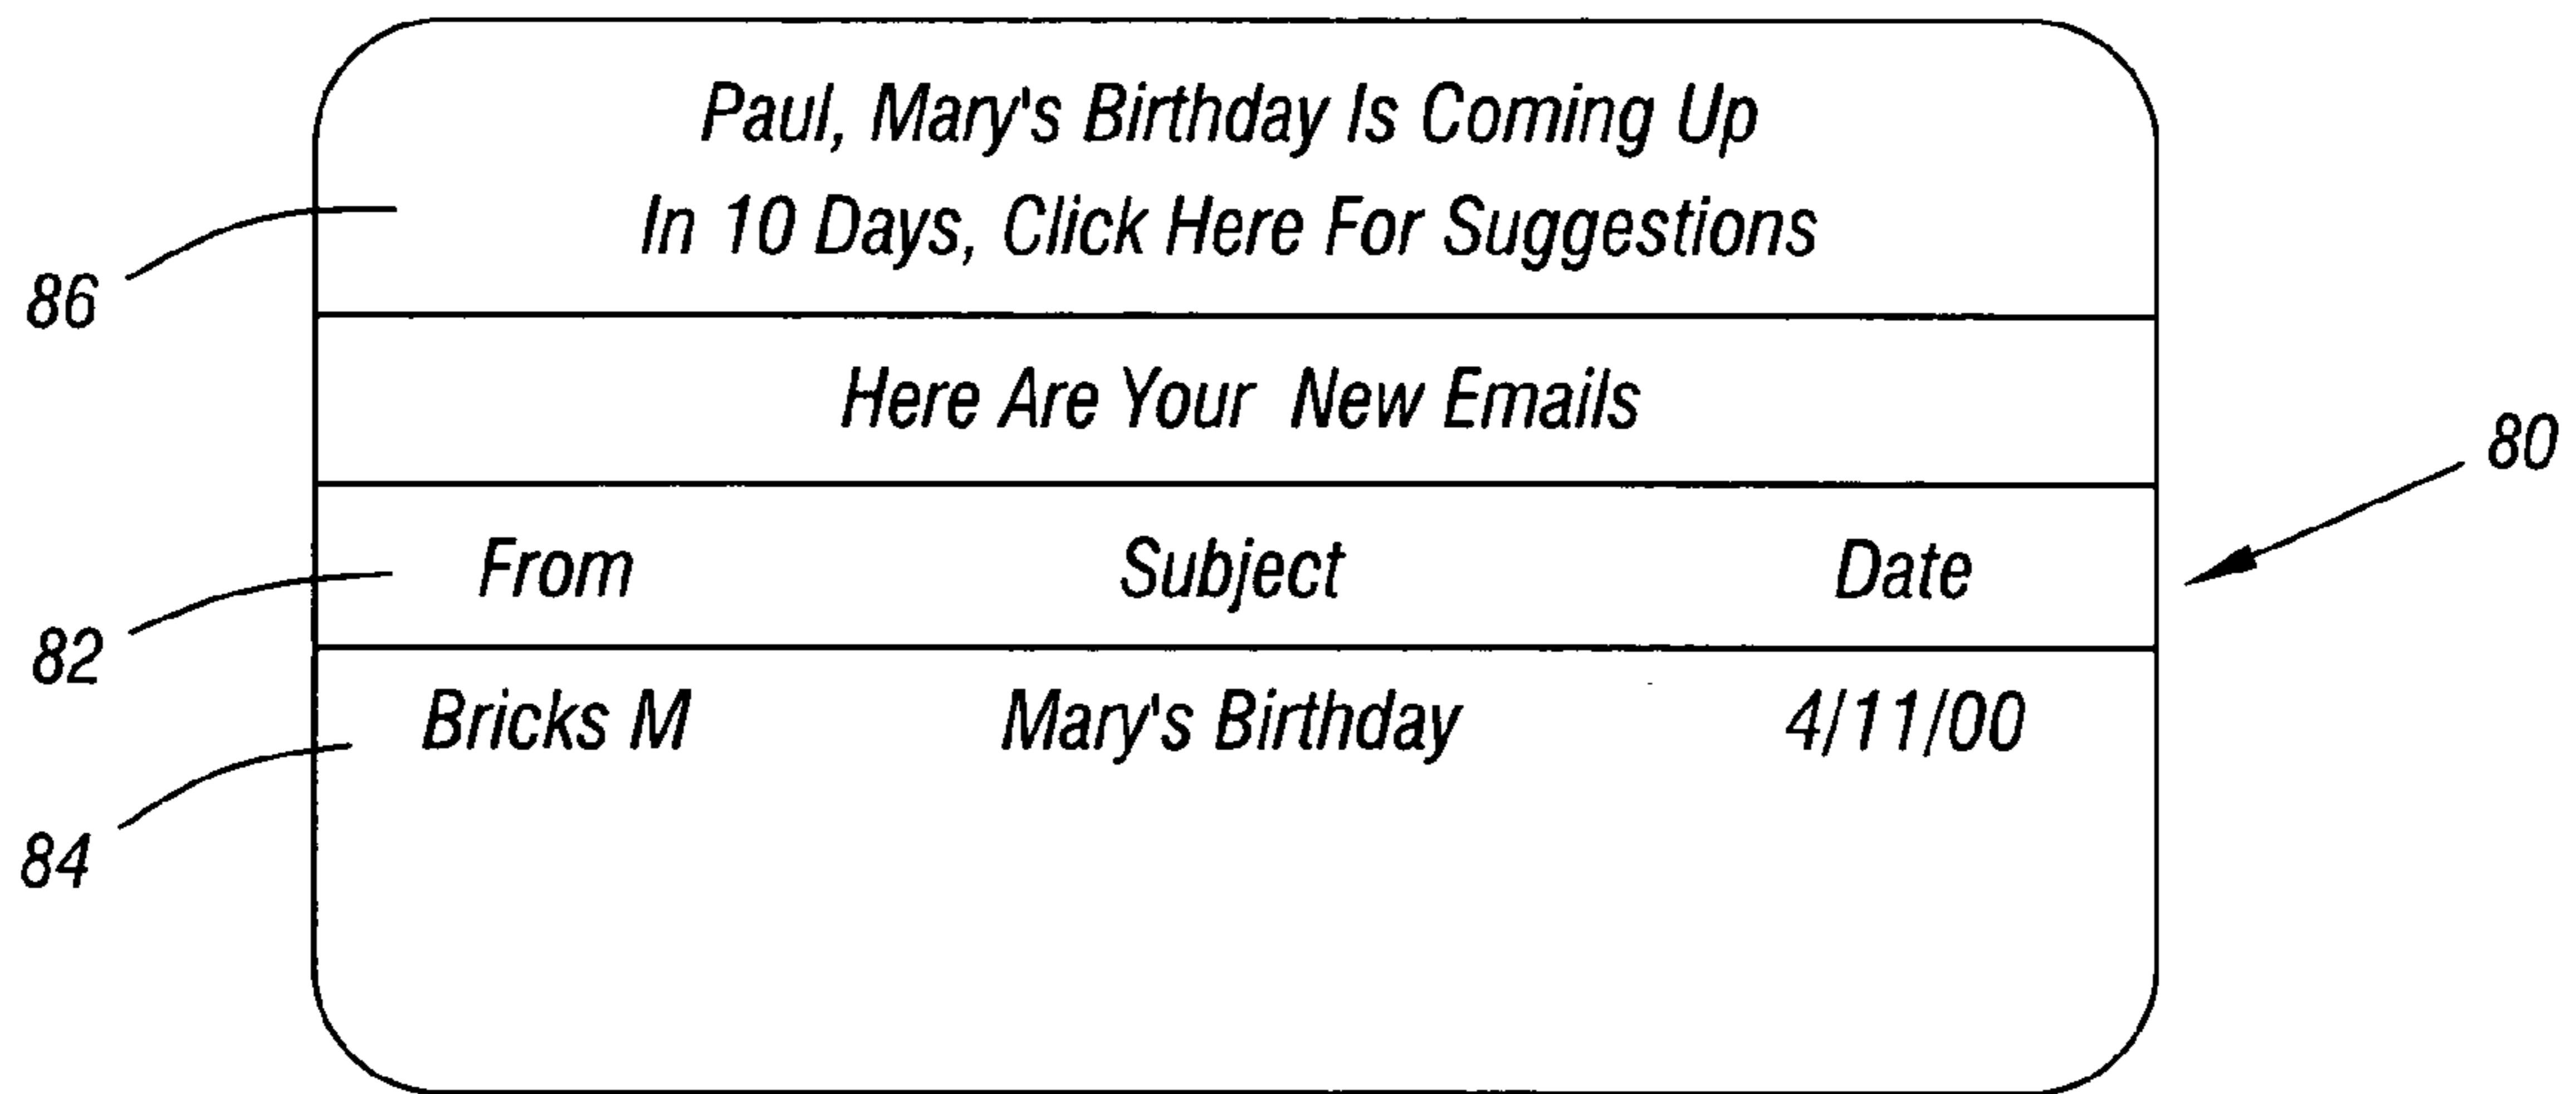 Paul, Mary's Birthday Is Coming Up
In 10 Days, Click Here For Suggestions
86
Here Are Your New Emails
80
From Subject Date
82
Bricks M Mary's Birthday 4/11/00
84